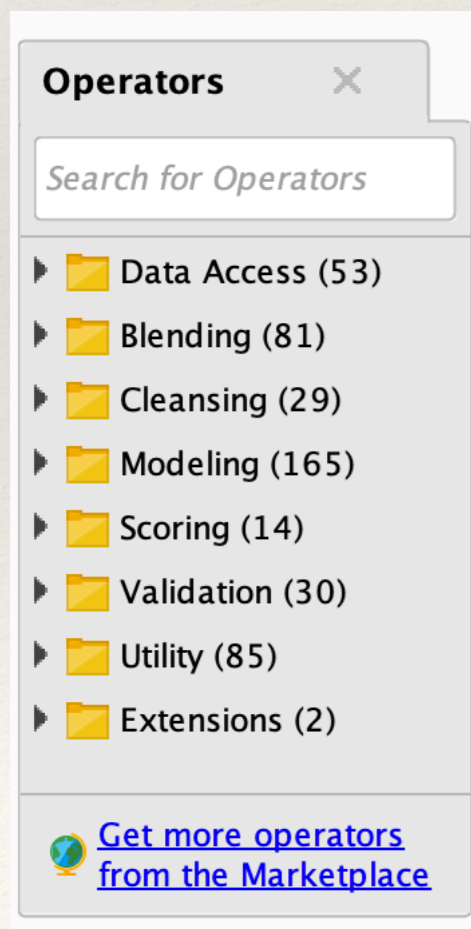 Operators
Search for Operators
Data Access (53)
Blending (81)
Cleansing (29)
Modeling (165)
Scoring (14)
Validation (30)
Utility (85)
Extensions (2)
Get more operators
from the Marketplace